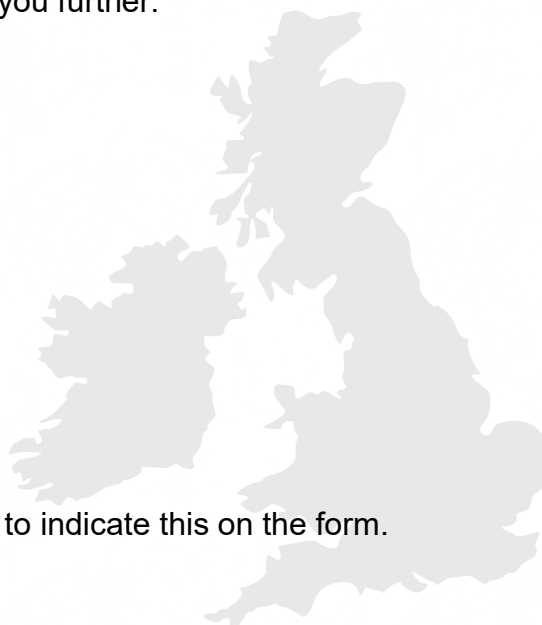 you further.
to indicate this on the form.